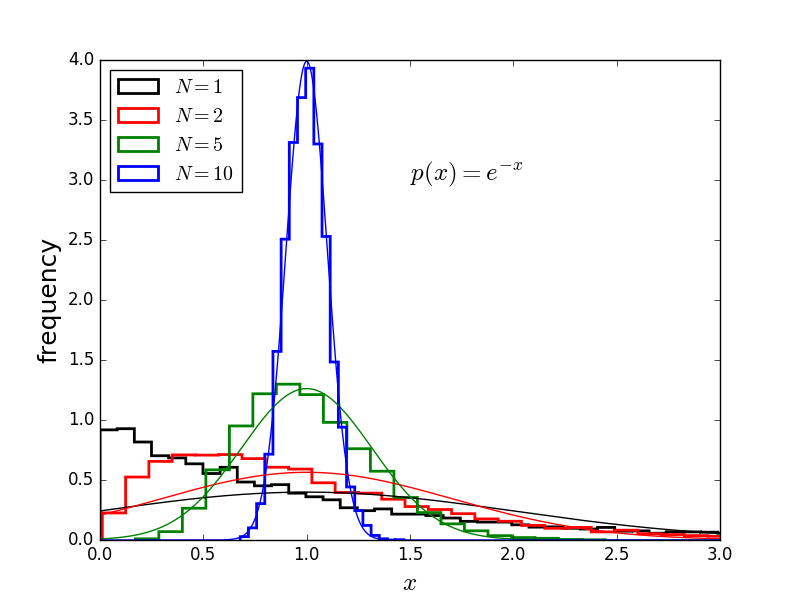 N = 1
N = 2
N = 5
N = 10
p(x) = e^{-x}
frequency
4.0
3.5
3.0
2.5
2.0
1.5
1.0
0.5
0.0
0.0 0.5 1.0 1.5 2.0 2.5 3.0
x